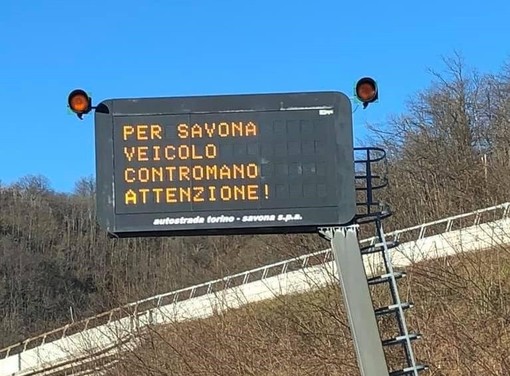 PER SAVONA
VEICOLO
CONTROMANO
ATTENZIONE!
autostrada torino - savona s.p.a.